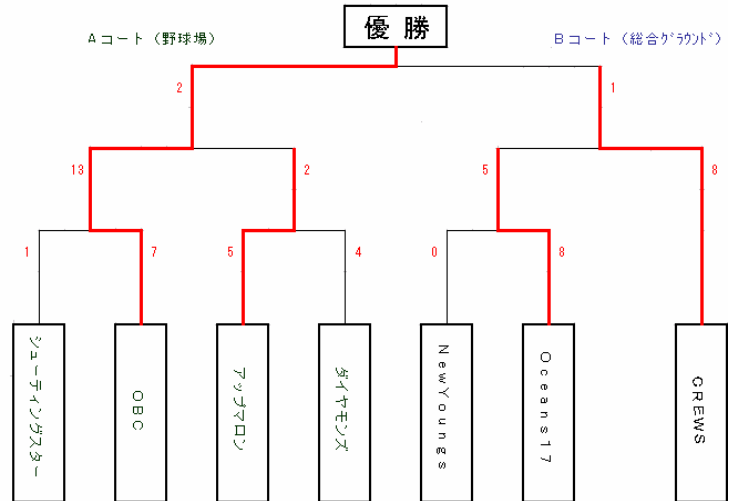 優勝
Aコート（野球場）
Bコート（総合ｸﾞﾗｳﾝﾄﾞ）
2
1
13
2
5
8
1
7
5
4
0
8
シューティングスター
OBC
アップマロン
ダイヤモンズ
NewYoungs
Oceans17
CREWS